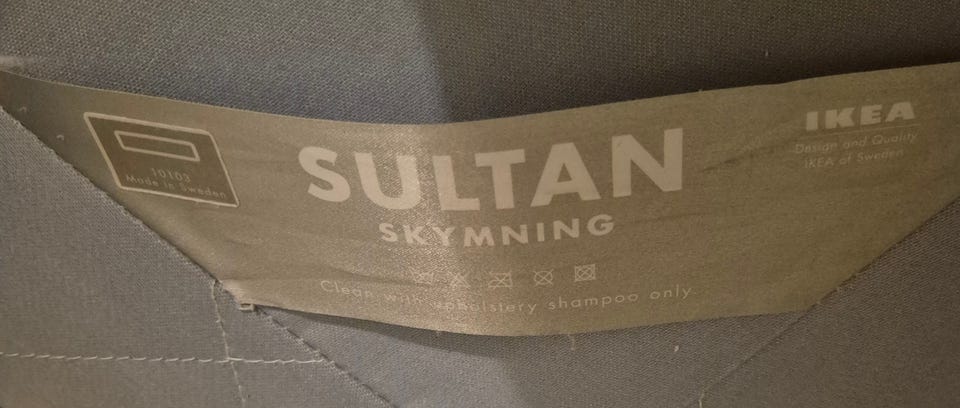 10103
Made in Sweden
SULTAN
SKYMNING
Clean with upholstery shampoo only
IKEA
Design and Quality
IKEA of Sweden